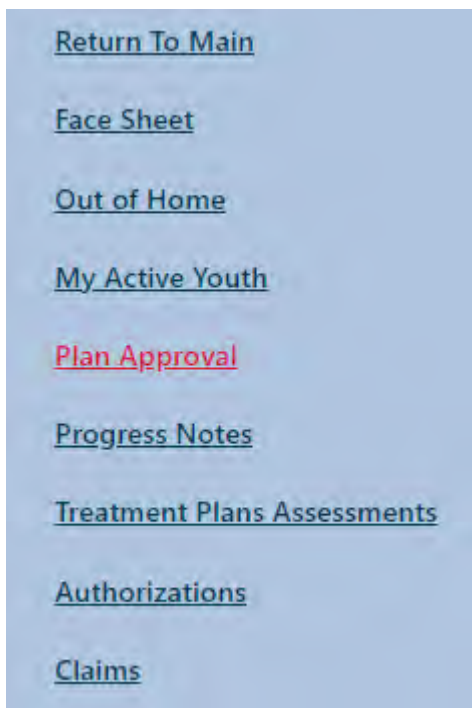 Return To Main
Face Sheet
Out of Home
My Active Youth
Plan Approval
Progress Notes
Treatment Plans Assessments
Authorizations
Claims